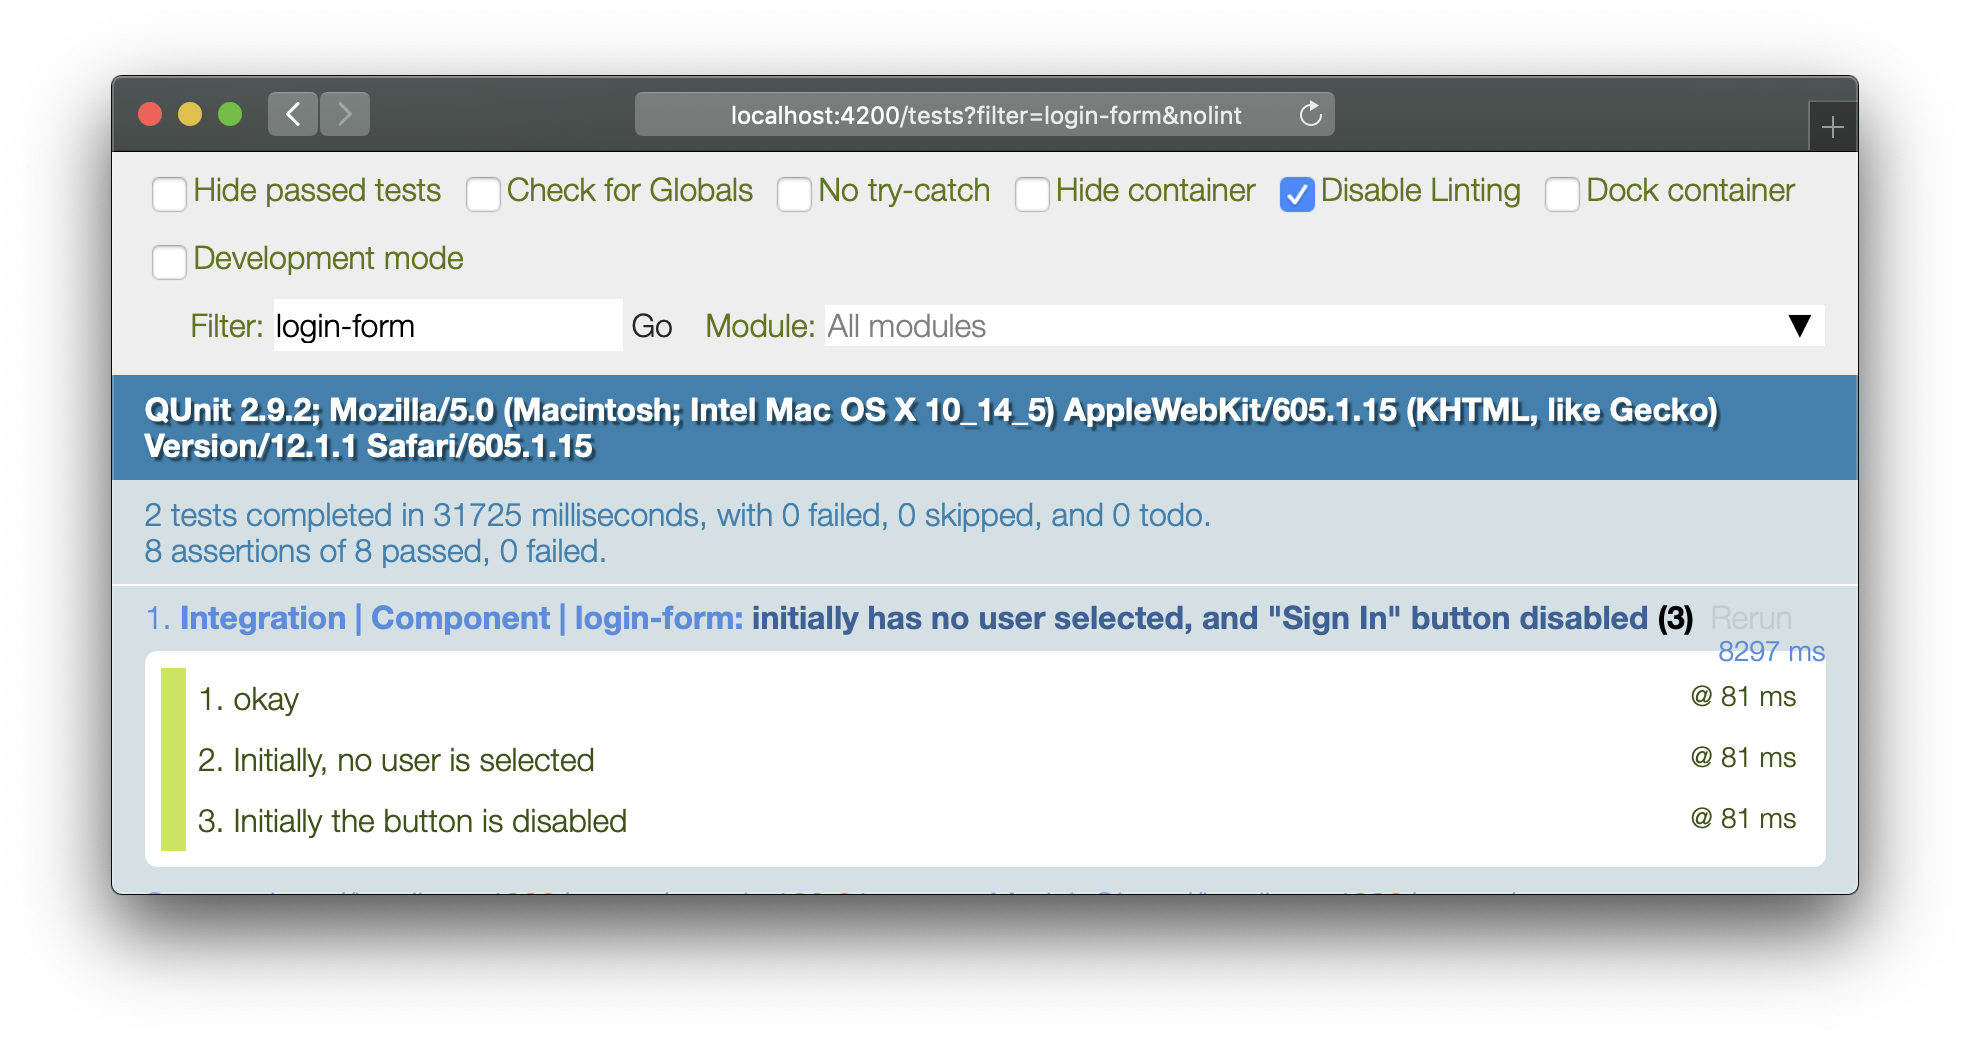 localhost:4200/tests?filter=login-form&nolint
Hide passed tests Check for Globals No try-catch Hide container Disable Linting Dock container
Development mode
Filter: login-form Go Module: All modules ▼
QUnit 2.9.2; Mozilla/5.0 (Macintosh; Intel Mac OS X 10_14_5) AppleWebKit/605.1.15 (KHTML, like Gecko)
Version/12.1.1 Safari/605.1.15
2 tests completed in 31725 milliseconds, with 0 failed, 0 skipped, and 0 todo.
8 assertions of 8 passed, 0 failed.
1. Integration | Component | login-form: initially has no user selected, and "Sign In" button disabled (3) Rerun
8297 ms
1. okay @ 81 ms
2. Initially, no user is selected @ 81 ms
3. Initially the button is disabled @ 81 ms